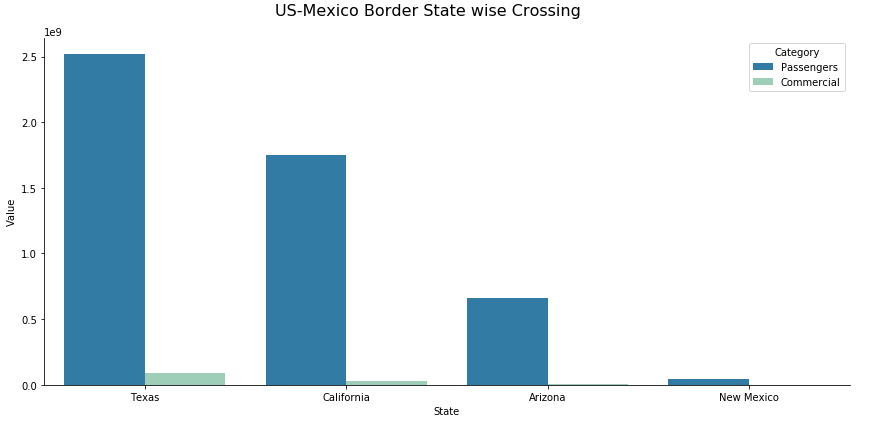 US-Mexico Border State wise Crossing
1e9
Category
Passengers
Commercial
2.5
2.0
1.5
1.0
0.5
0.0
Value
Texas
California
Arizona
New Mexico
State